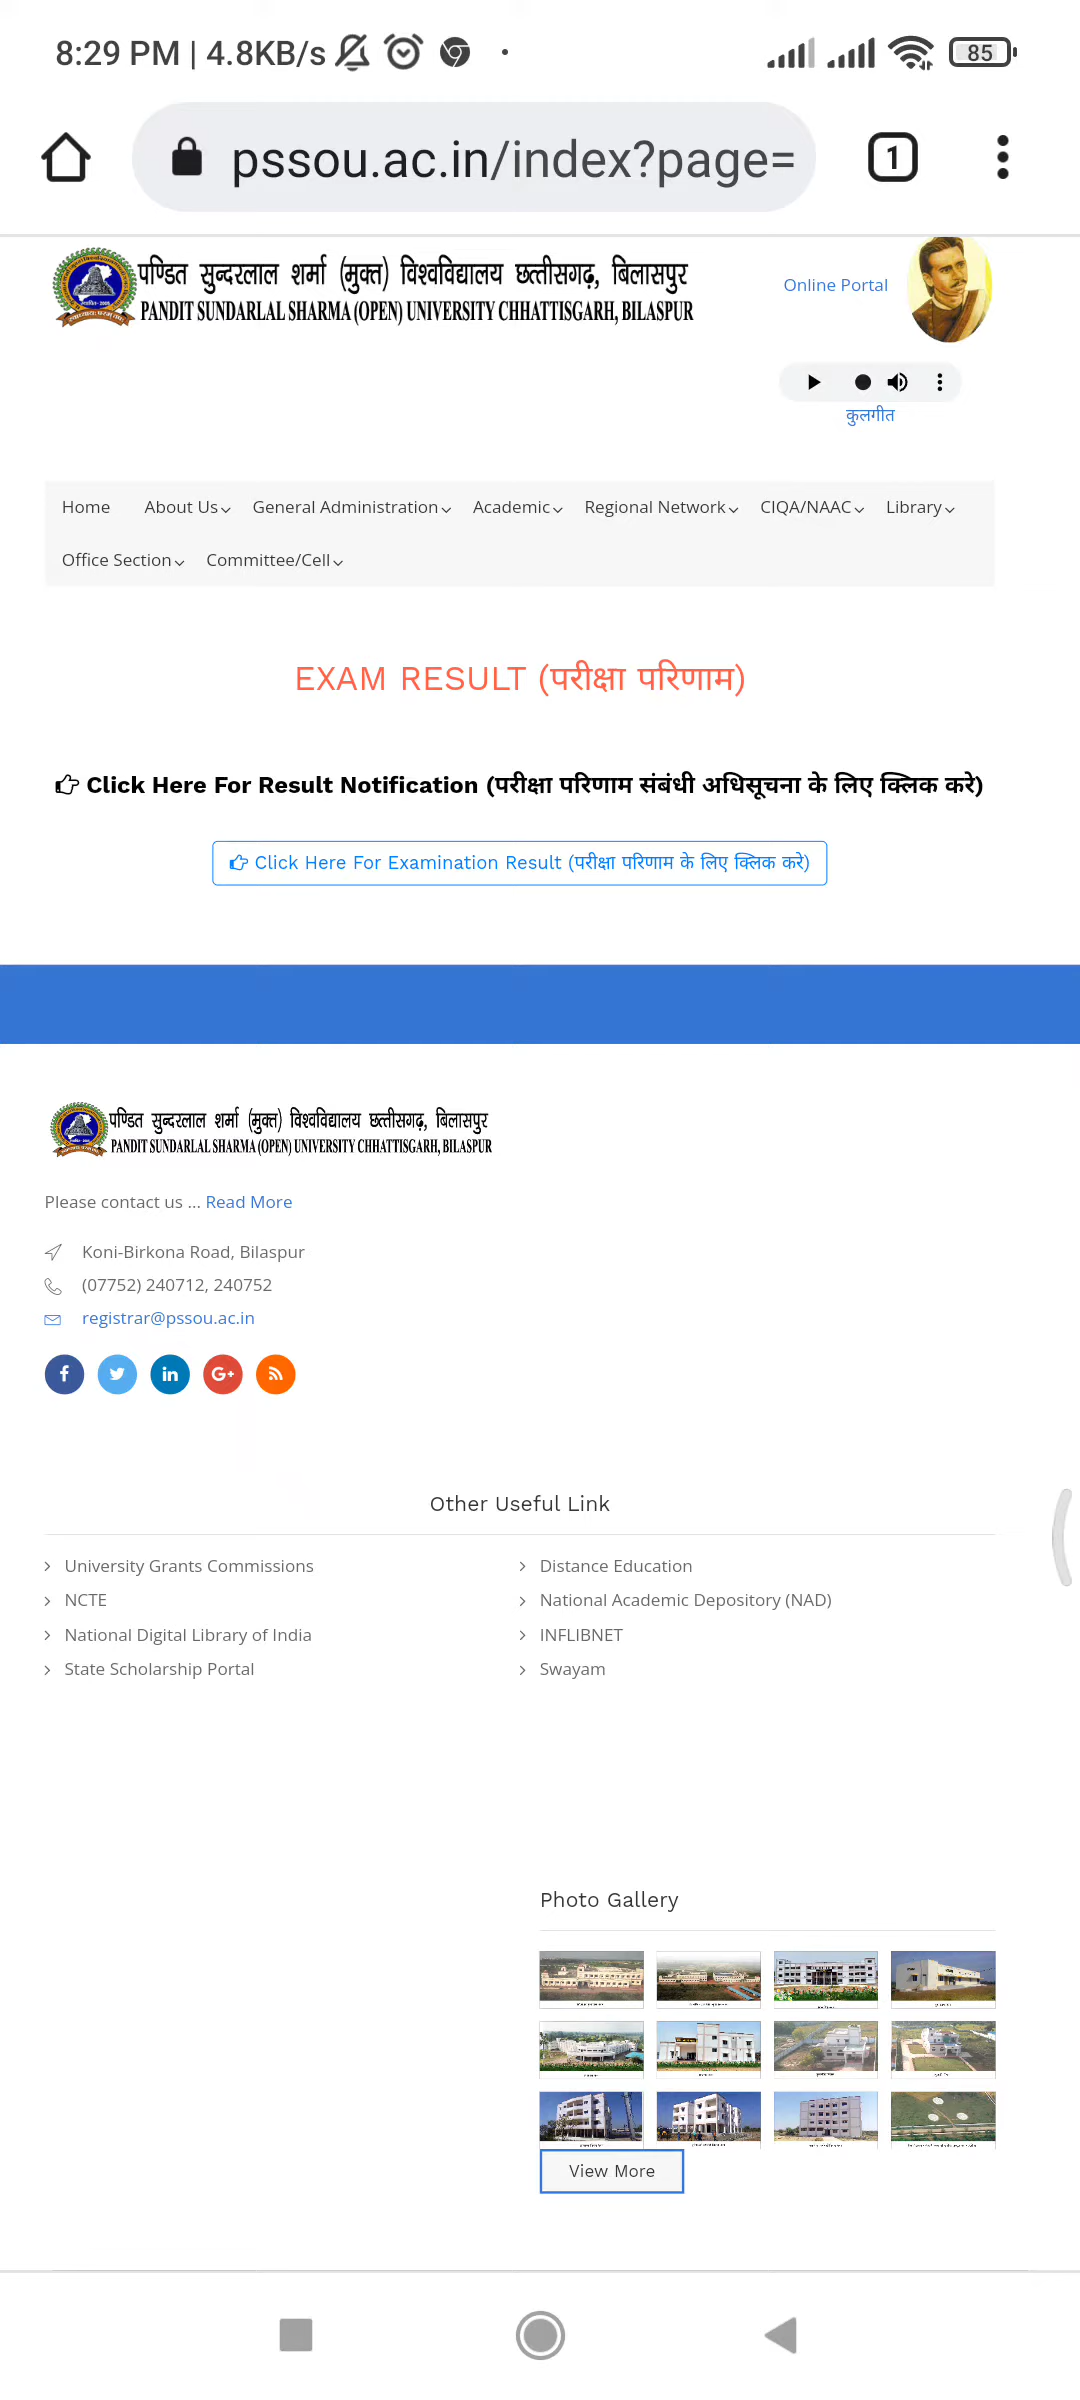 8:29 PM | 4.8KB/s
85
pssou.ac.in/index?page=
1
पण्डित सुन्दरलाल शर्मा (मुक्त) विश्वविद्यालय छत्तीसगढ़, बिलासपुर
PANDIT SUNDARLAL SHARMA (OPEN) UNIVERSITY CHHATTISGARH, BILASPUR
Online Portal
कुलगीत
Home About Us General Administration Academic Regional Network CIQA/NAAC Library
Office Section Committee/Cell
EXAM RESULT (परीक्षा परिणाम)
Click Here For Result Notification (परीक्षा परिणाम संबंधी अधिसूचना के लिए क्लिक करे)
Click Here For Examination Result (परीक्षा परिणाम के लिए क्लिक करे)
पण्डित सुन्दरलाल शर्मा (मुक्त) विश्वविद्यालय छत्तीसगढ़, बिलासपुर
PANDIT SUNDARLAL SHARMA (OPEN) UNIVERSITY CHHATTISGARH, BILASPUR
Please contact us ... Read More
Koni-Birkona Road, Bilaspur
(07752) 240712, 240752
registrar@pssou.ac.in
Other Useful Link
University Grants Commissions
Distance Education
NCTE
National Academic Depository (NAD)
National Digital Library of India
INFLIBNET
State Scholarship Portal
Swayam
Photo Gallery
View More